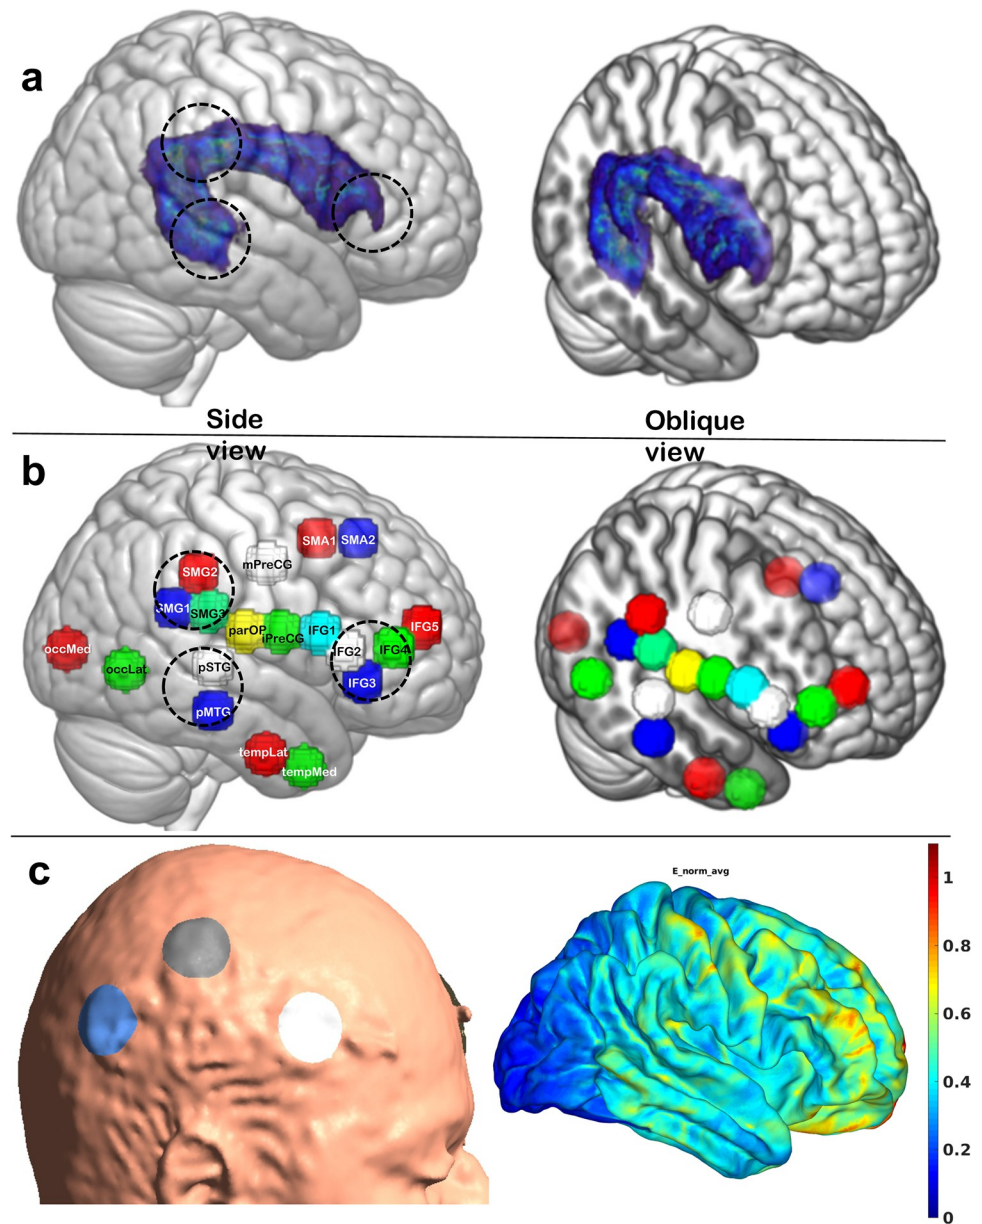 a
Side
view
Oblique
view
b
SMA1
SMA2
mPreCG
SMG2
SMG1
SMG3
parOP
iPreCG
IFG1
IFG5
IFG2
IFG4
IFG3
occMed
occLat
pSTG
pMTG
tempLat
tempMed
c
E_norm_avg
1
0.8
0.6
0.4
0.2
0